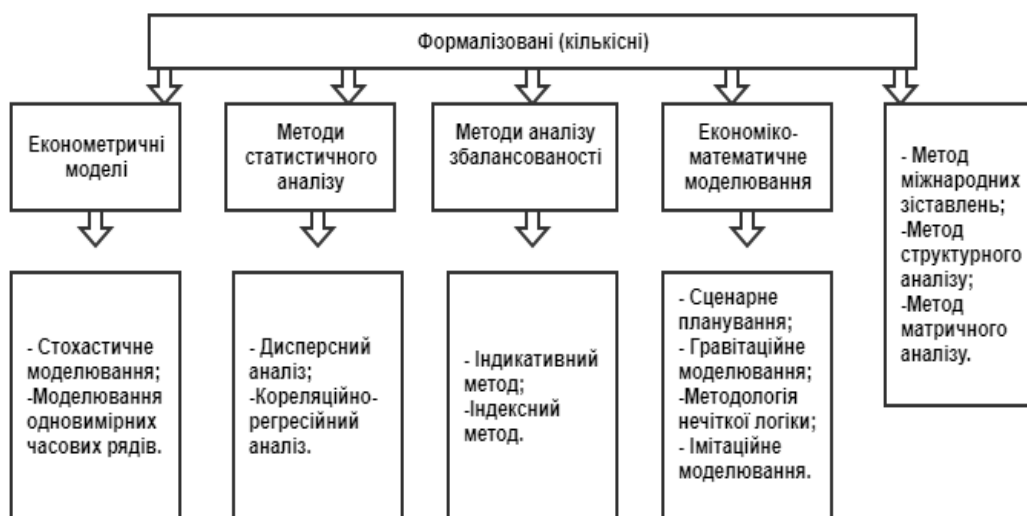 Формалізовані (кількісні)
Економетричні
моделі
Методи
статистичного
аналізу
Методи аналізу
збалансованості
Економіко-
математичне
моделювання
- Метод
міжнародних
зіставлень;
-Метод
структурного
аналізу;
-Метод
матричного
аналізу.
- Стохастичне
моделювання;
-Моделювання
одновимірних
часових рядів.
- Дисперсний
аналіз;
-Кореляційно-
регресійний
аналіз.
- Індикативний
метод;
-Індексний
метод.
- Сценарне
планування;
- Гравітаційне
моделювання;
-Методологія
нечіткої логіки;
- Імітаційне
моделювання.